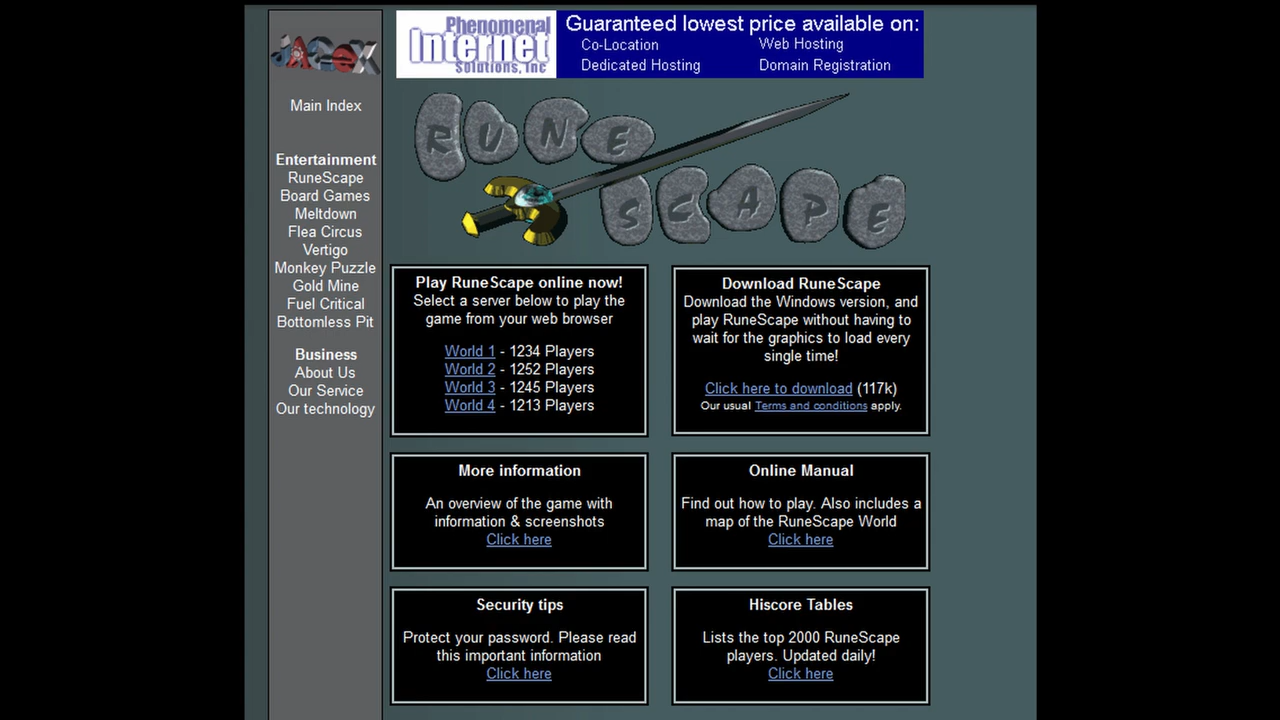 JAGeX
Main Index
Entertainment
RuneScape
Board Games
Meltdown
Flea Circus
Vertigo
Monkey Puzzle
Gold Mine
Fuel Critical
Bottomless Pit
Business
About Us
Our Service
Our technology
Phenomenal
Internet
Solutions, Inc
Guaranteed lowest price available on:
Co-Location
Web Hosting
Dedicated Hosting
Domain Registration
RUNE
SCAPE
Play RuneScape online now!
Select a server below to play the
game from your web browser
World 1 - 1234 Players
World 2 - 1252 Players
World 3 - 1245 Players
World 4 - 1213 Players
Download RuneScape
Download the Windows version, and
play RuneScape without having to
wait for the graphics to load every
single time!
Click here to download (117k)
Our usual Terms and conditions apply.
More information
An overview of the game with
information & screenshots
Click here
Online Manual
Find out how to play. Also includes a
map of the RuneScape World
Click here
Security tips
Protect your password. Please read
this important information
Click here
Hiscore Tables
Lists the top 2000 RuneScape
players. Updated daily!
Click here